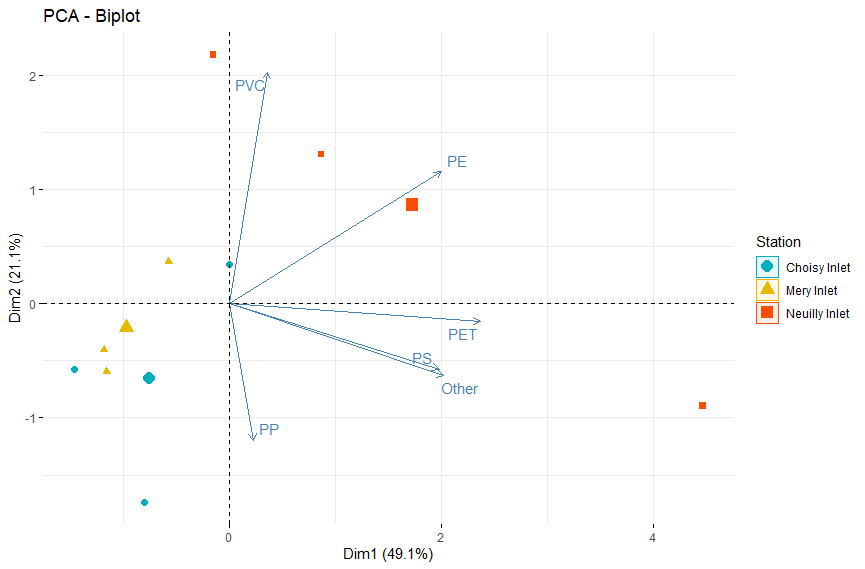 PCA - Biplot
Dim2 (21.1%)
2
1
0
-1
PVC
PE
PET
PS
Other
PP
0
2
4
Dim1 (49.1%)
Station
Choisy Inlet
Mery Inlet
Neuilly Inlet